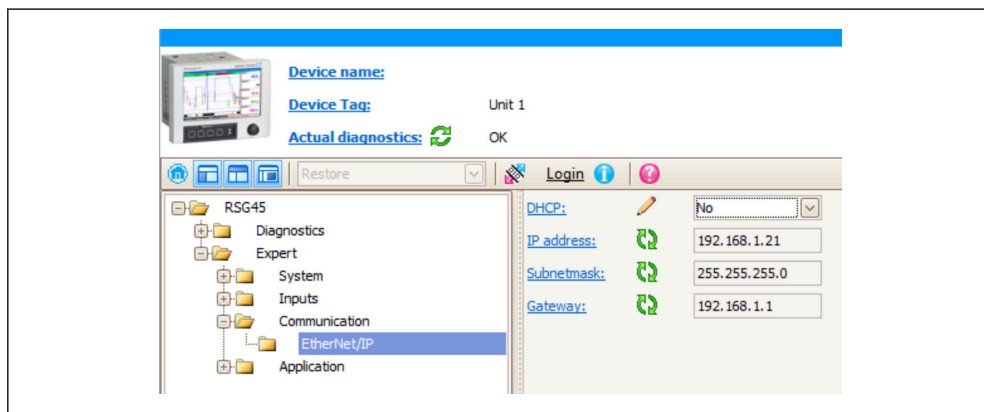 Device name:
Device Tag: Unit 1
Actual diagnostics: OK
Restore Login
RSG45
Diagnostics
Expert
System
Inputs
Communication
EtherNet/IP
Application
DHCP: No
IP address: 192.168.1.21
Subnetmask: 255.255.255.0
Gateway: 192.168.1.1